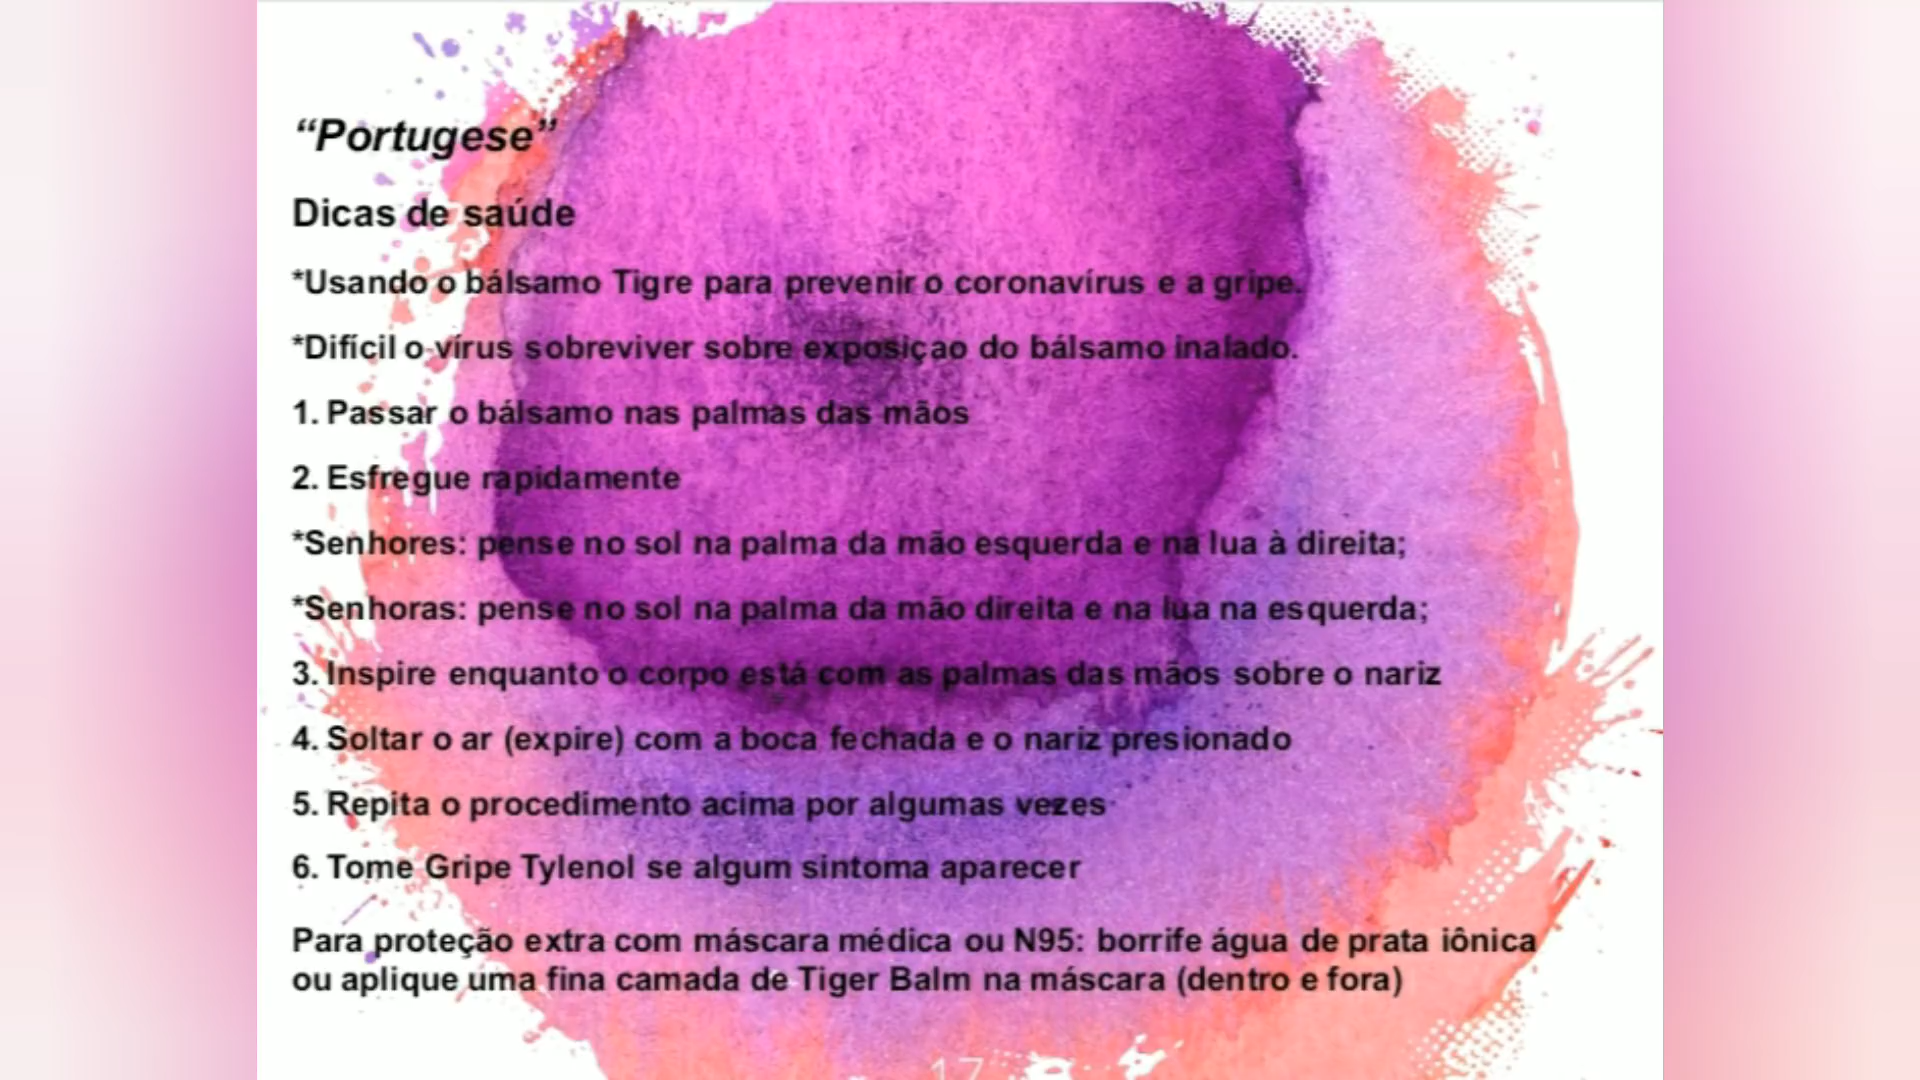 “Portugese”
Dicas de saúde
*Usando o bálsamo Tigre para prevenir o coronavírus e a gripe.
*Difícil o vírus sobreviver sobre exposiçao do bálsamo inalado.
1. Passar o bálsamo nas palmas das mãos
2. Esfregue rapidamente
*Senhores: pense no sol na palma da mão esquerda e na lua à direita;
*Senhoras: pense no sol na palma da mão direita e na lua na esquerda;
3. Inspire enquanto o corpo está com as palmas das mãos sobre o nariz
4. Soltar o ar (expire) com a boca fechada e o nariz presionado
5. Repita o procedimento acima por algumas vezes
6. Tome Gripe Tylenol se algum sintoma aparecer
Para proteção extra com máscara médica ou N95: borrife água de prata iônica
ou aplique uma fina camada de Tiger Balm na máscara (dentro e fora)
17